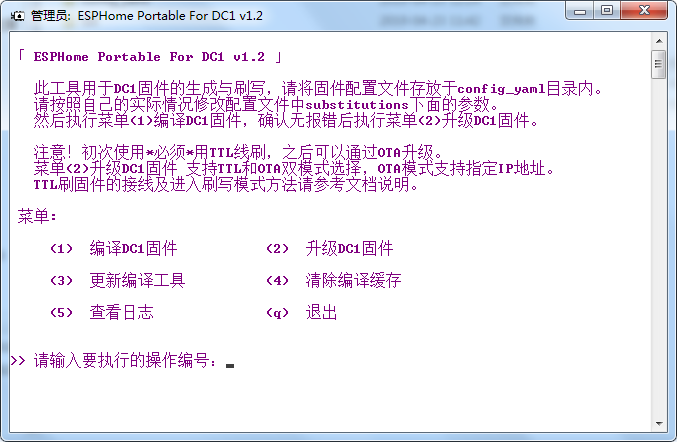 管理员: ESPHome Portable For DC1 v1.2
「 ESPHome Portable For DC1 v1.2 」
此工具用于DC1固件的生成与刷写，请将固件配置文件存放于config_yaml目录内。
请按照自己的实际情况修改配置文件中substitutions下面的参数。
然后执行菜单(1)编译DC1固件，确认无报错后执行菜单(2)升级DC1固件。
注意！初次使用*必须*用TTL线刷，之后可以通过OTA升级。
菜单(2)升级DC1固件 支持TTL和OTA双模式选择，OTA模式支持指定IP地址。
TTL刷固件的接线及进入刷写模式方法请参考文档说明。
菜单：
(1) 编译DC1固件 (2) 升级DC1固件
(3) 更新编译工具 (4) 清除编译缓存
(5) 查看日志 (q) 退出
>> 请输入要执行的操作编号：